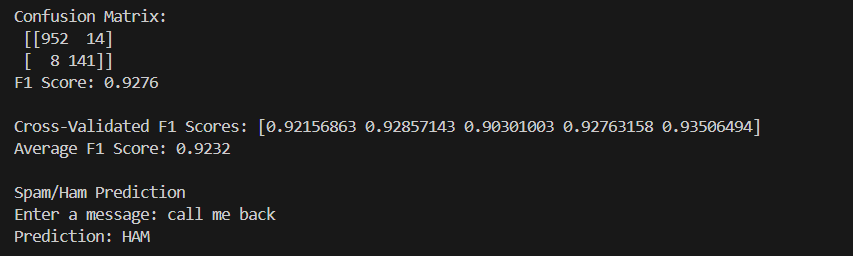 Confusion Matrix:
[[952  14]
[  8 141]]
F1 Score: 0.9276
Cross-Validated F1 Scores: [0.92156863 0.92857143 0.90301003 0.92763158 0.93506494]
Average F1 Score: 0.9232
Spam/Ham Prediction
Enter a message: call me back
Prediction: HAM